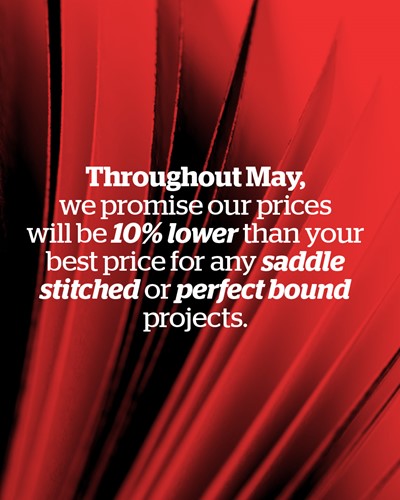 Throughout May,
we promise our prices
will be 10% lower than your
best price for any saddle
stitched or perfect bound
projects.